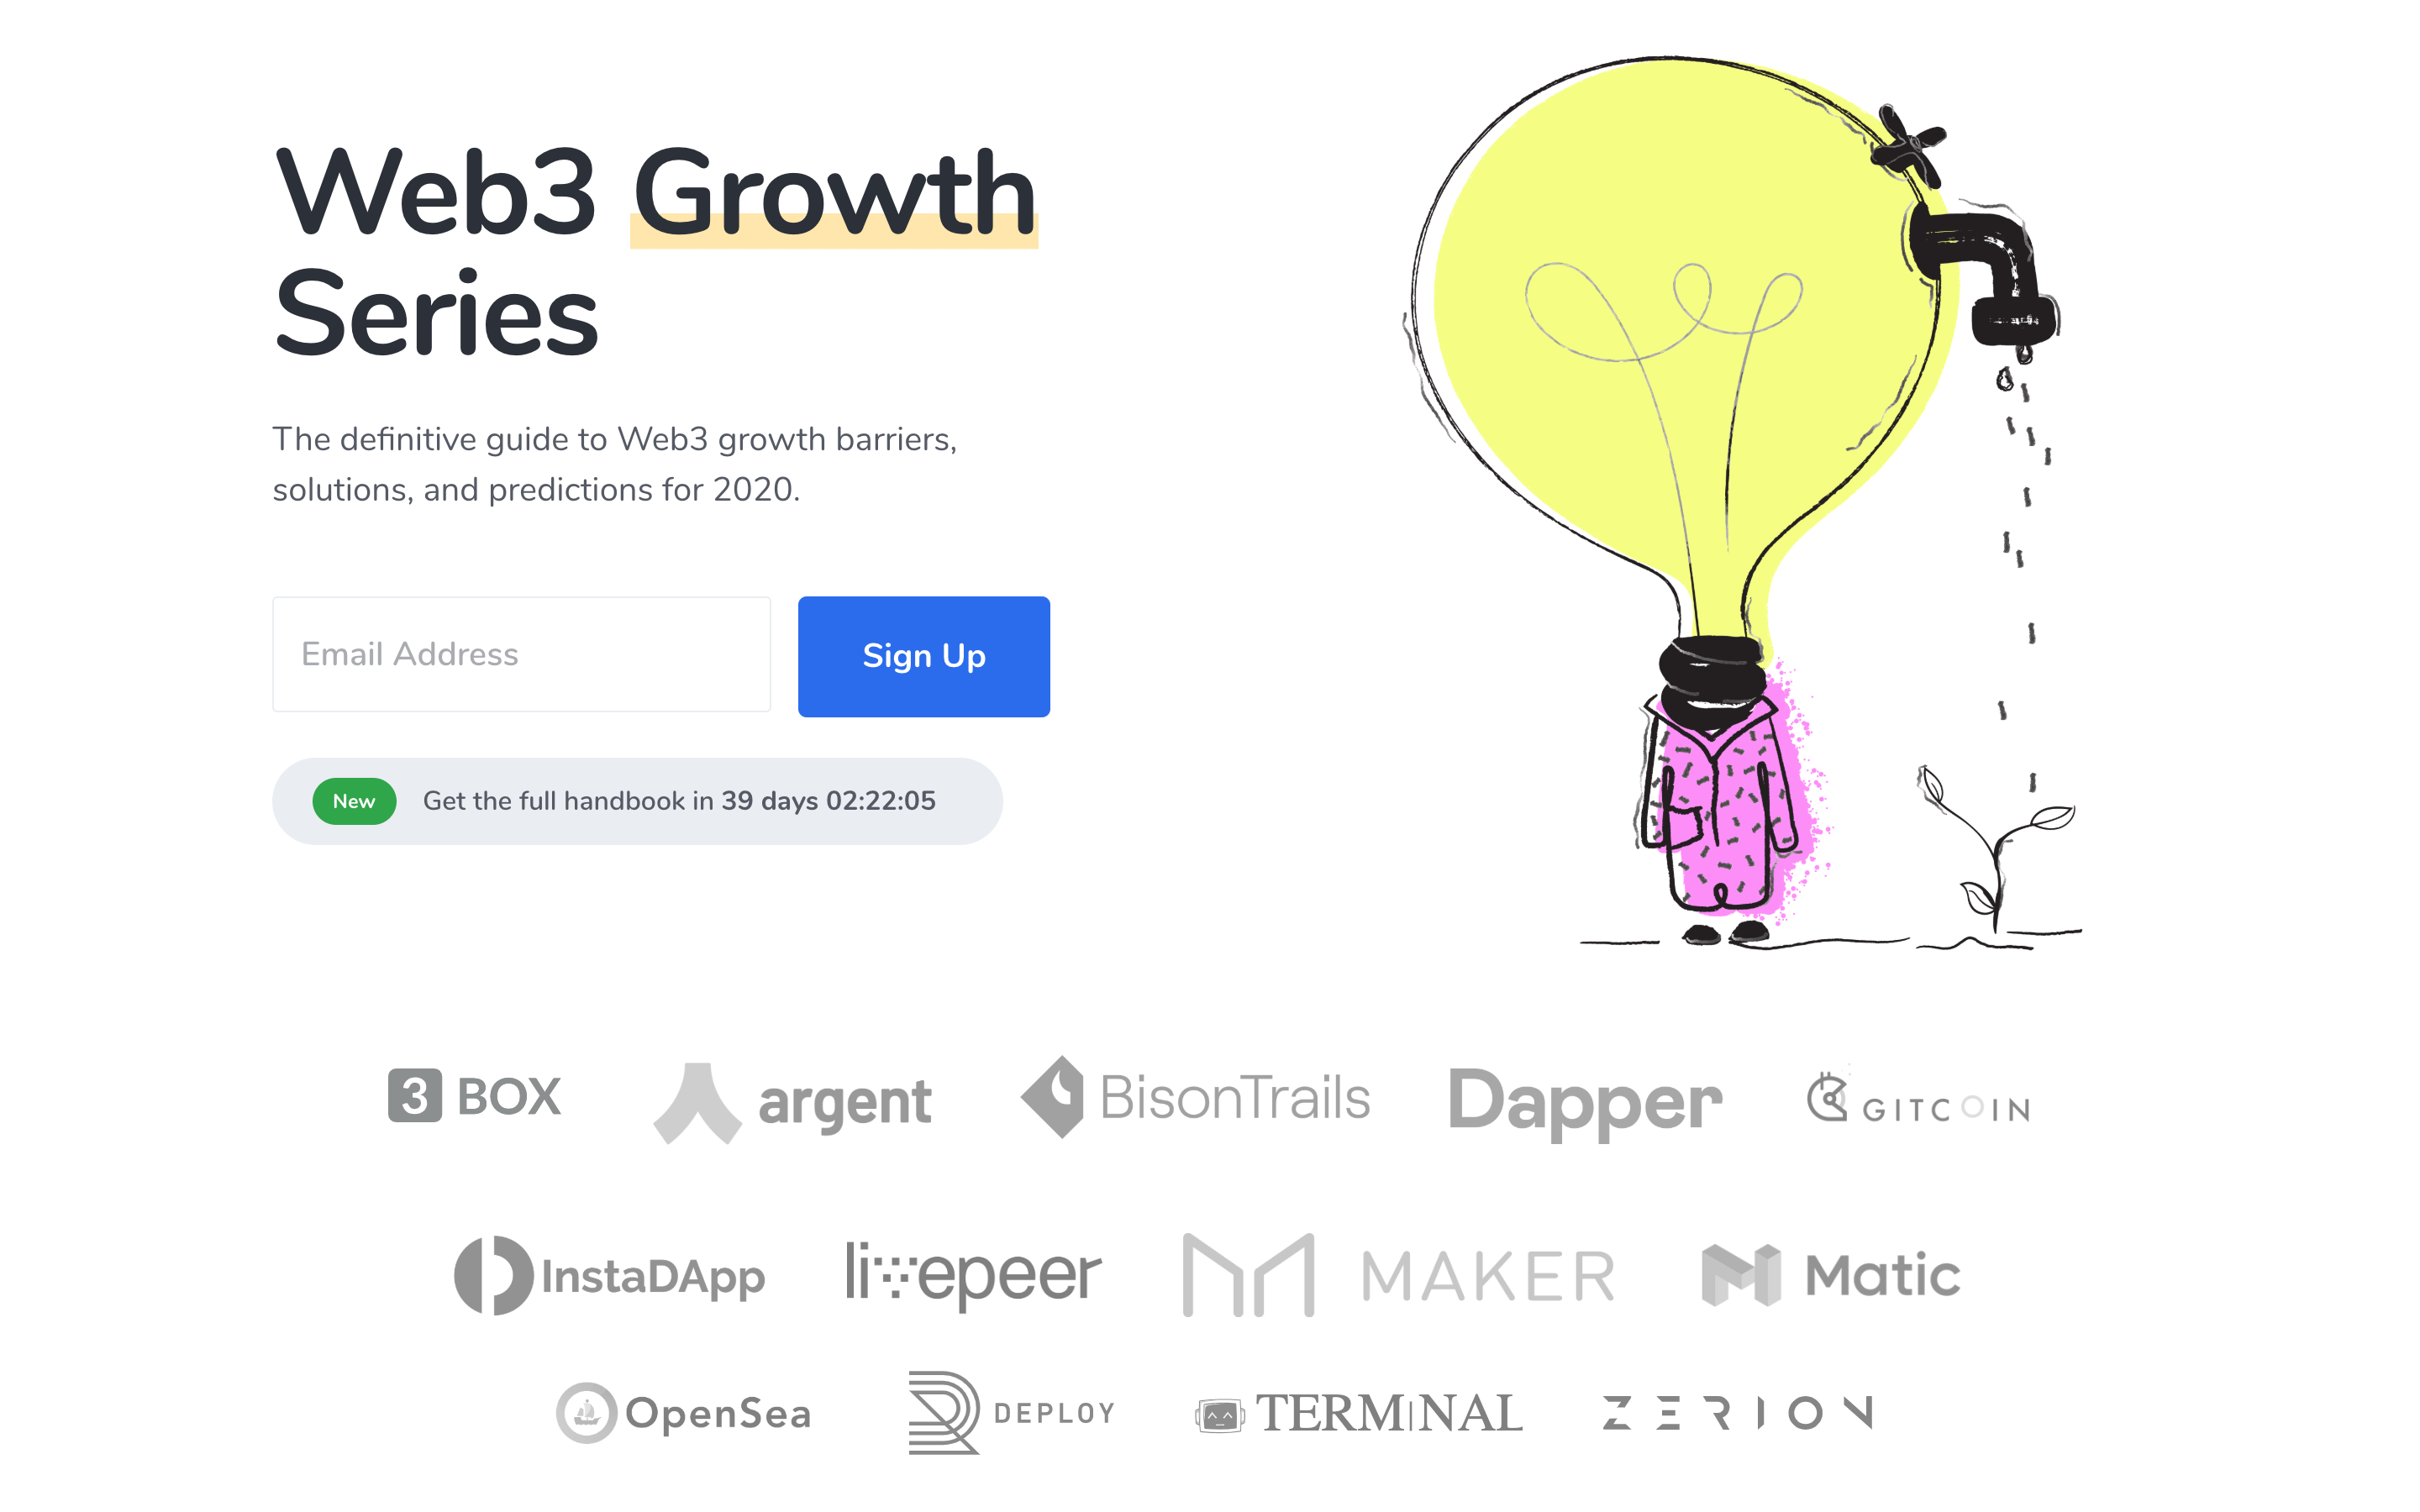 Web3 Growth
Series
The definitive guide to Web3 growth barriers,
solutions, and predictions for 2020.
Email Address
Sign Up
New
Get the full handbook in 39 days 02:22:05
3 BOX
argent
BisonTrails
Dapper
GITCOIN
InstaDApp
livepeer
MAKER
Matic
OpenSea
DEPLOY
TERMINAL
ZERION